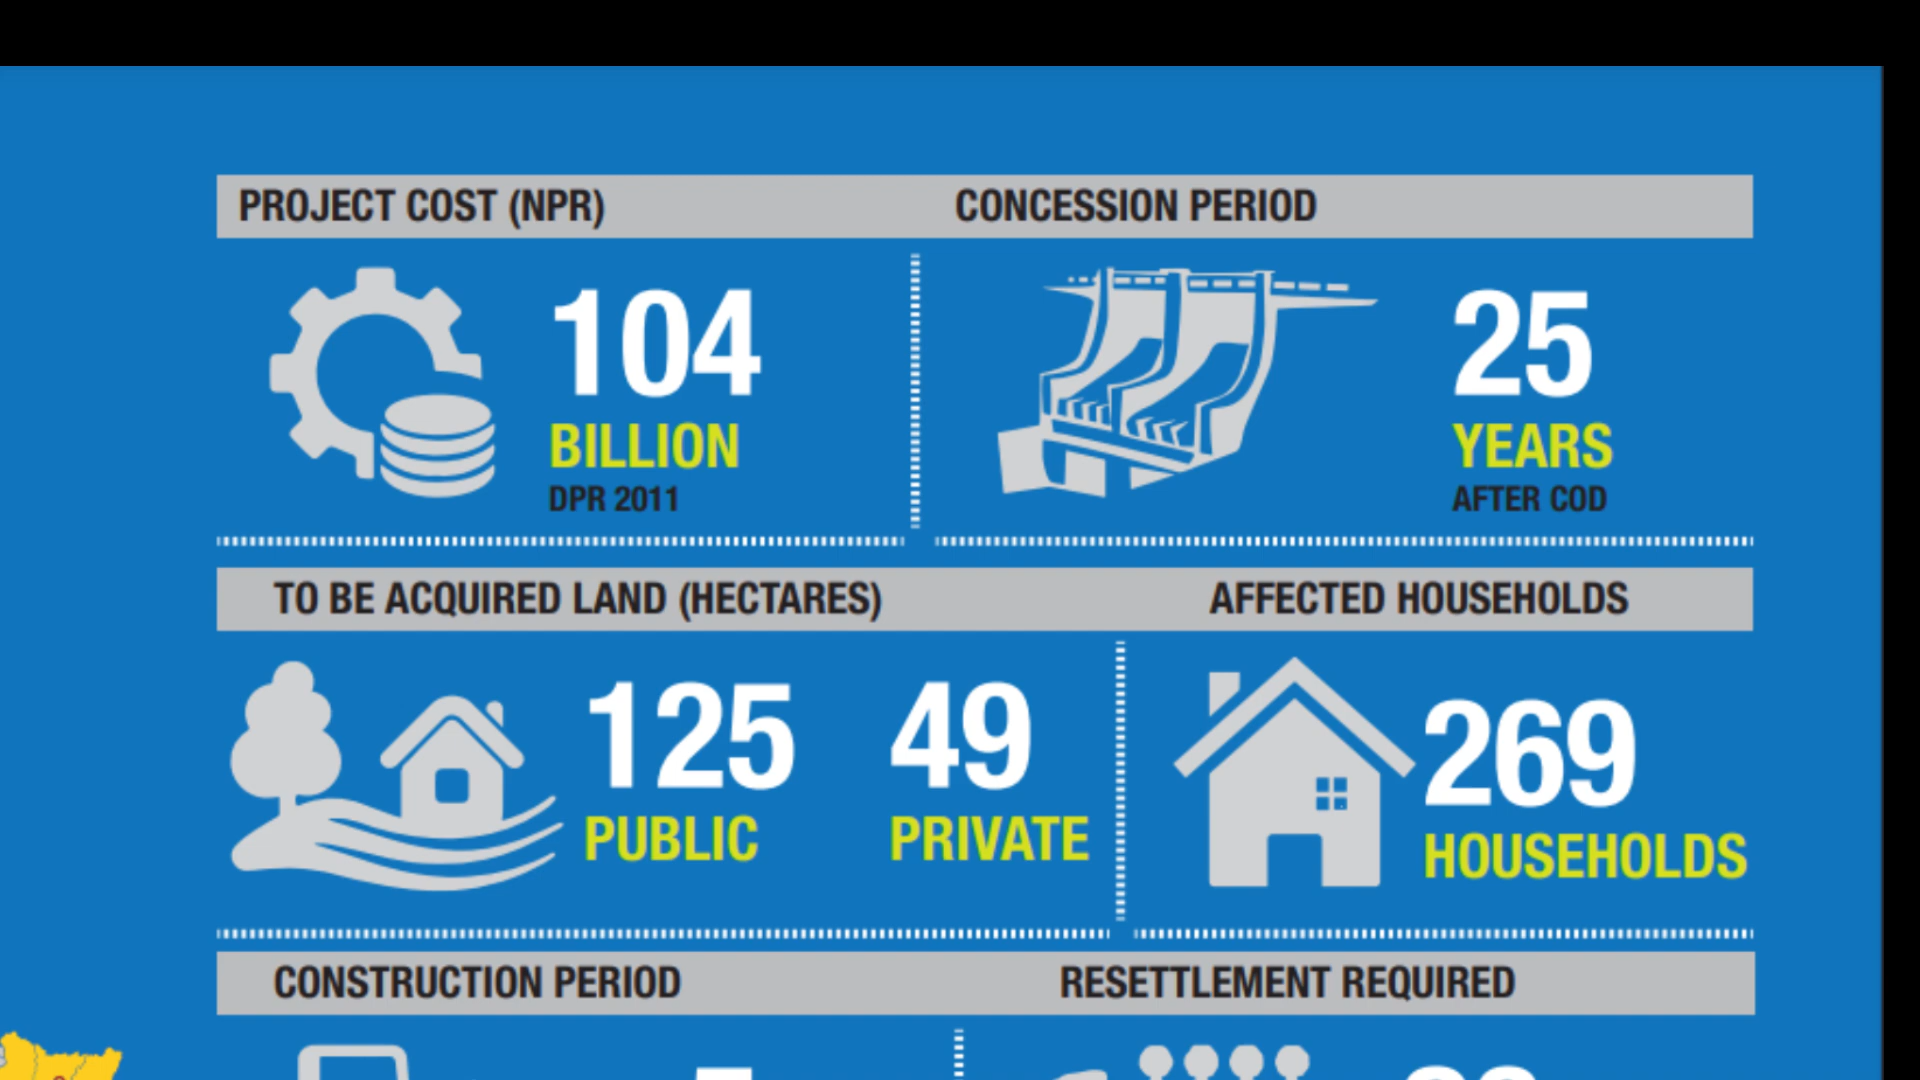 PROJECT COST (NPR)
CONCESSION PERIOD
104
BILLION
DPR 2011
25
YEARS
AFTER COD
TO BE ACQUIRED LAND (HECTARES)
AFFECTED HOUSEHOLDS
125
PUBLIC
49
PRIVATE
269
HOUSEHOLDS
CONSTRUCTION PERIOD
RESETTLEMENT REQUIRED